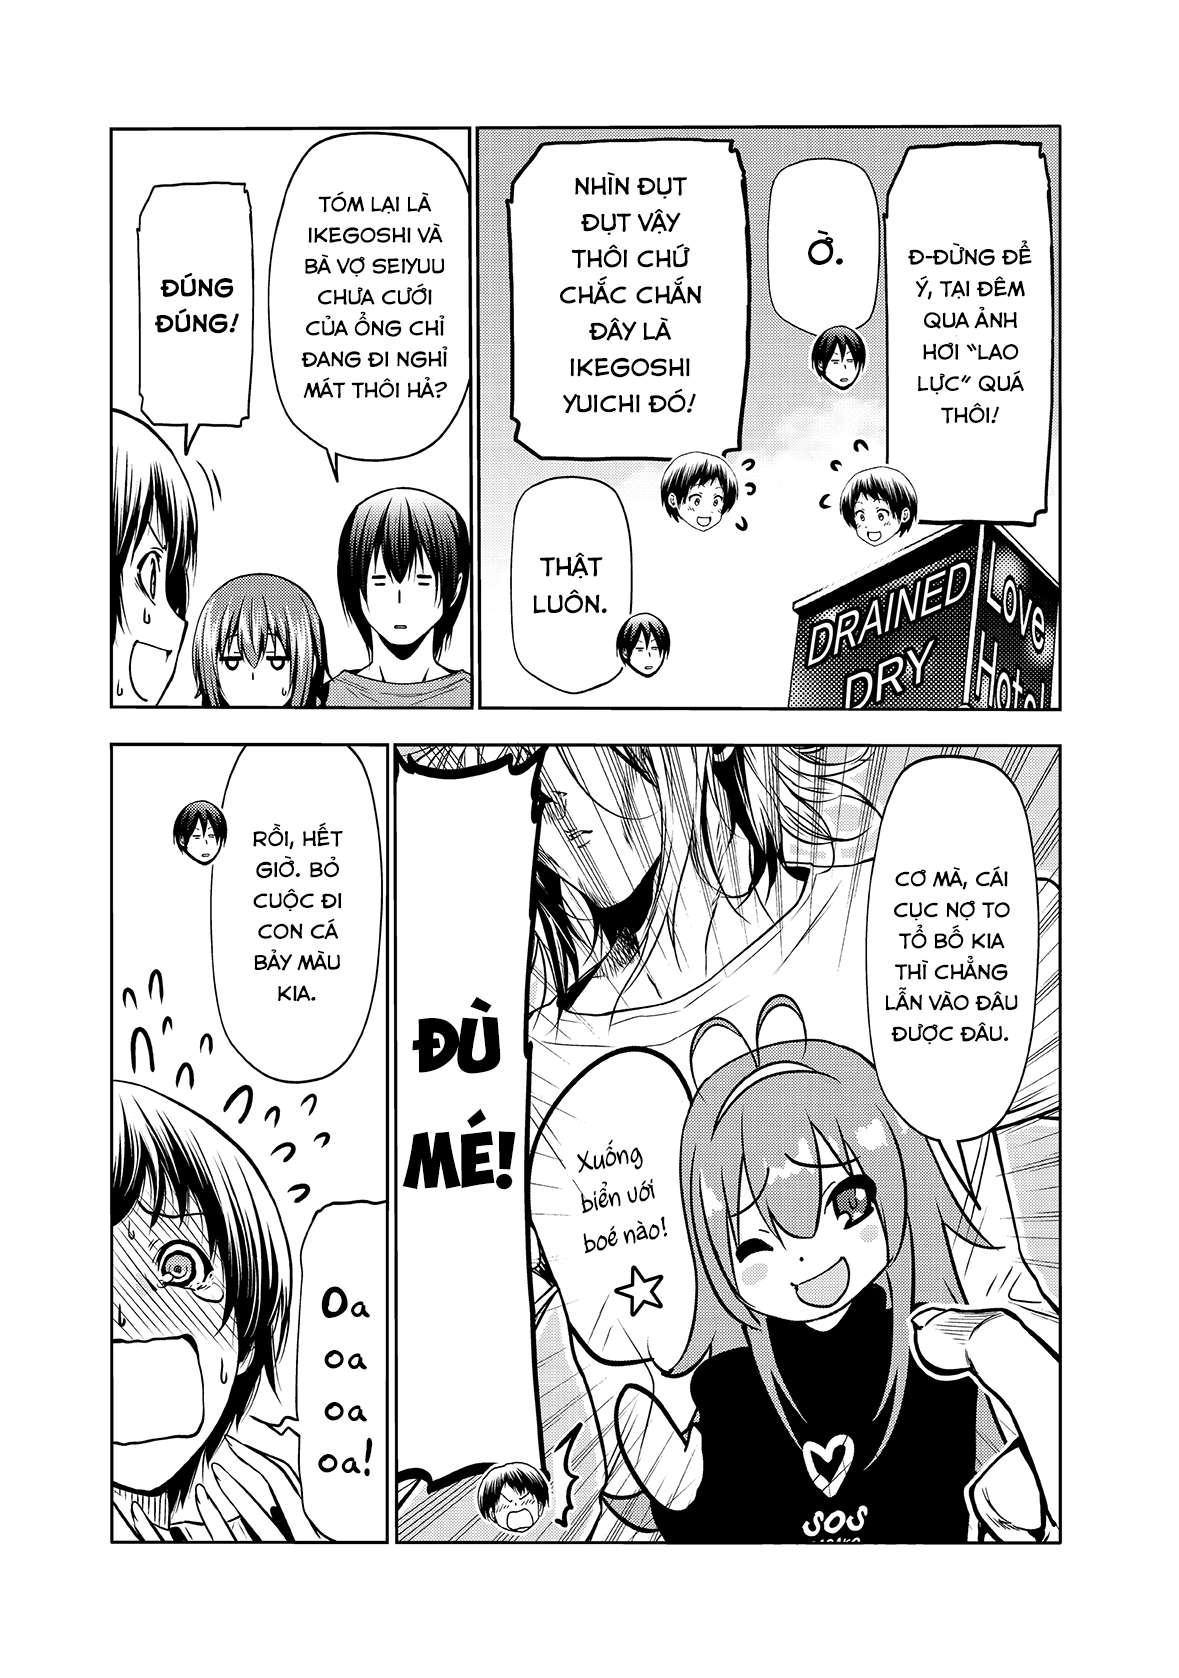 Đ-ĐỪNG ĐỂ
Ý, TẠI ĐÊM
QUA ẢNH
HƠI “LAO
LỰC” QUÁ
THÔI!
Ờ.
NHÌN ĐỤT
ĐỤT VẬY
THÔI CHỨ
CHẮC CHẮN
ĐÂY LÀ
IKEGOSHI
YUICHI ĐÓ!
THẬT
LUÔN.
DRAINED
DRY
Love
Hotel
TÓM LẠI LÀ
IKEGOSHI VÀ
BÀ VỢ SEIYUU
CHƯA CƯỚI
CỦA ỔNG CHỈ
ĐANG ĐI NGHỈ
MÁT THÔI HẢ?
ĐÚNG
ĐÚNG!
CƠ MÀ, CÁI
CỤC NỢ TO
TỔ BỐ KIA
THÌ CHẲNG
LẪN VÀO ĐÂU
ĐƯỢC ĐÂU.
Xuống
biển với
boé nào!
SOS
ĐÙ
MÉ!
RỒI, HẾT
GIỜ. BỎ
CUỘC ĐI
CON CÁ
BẢY MÀU
KIA.
Oa
oa
oa
oa!